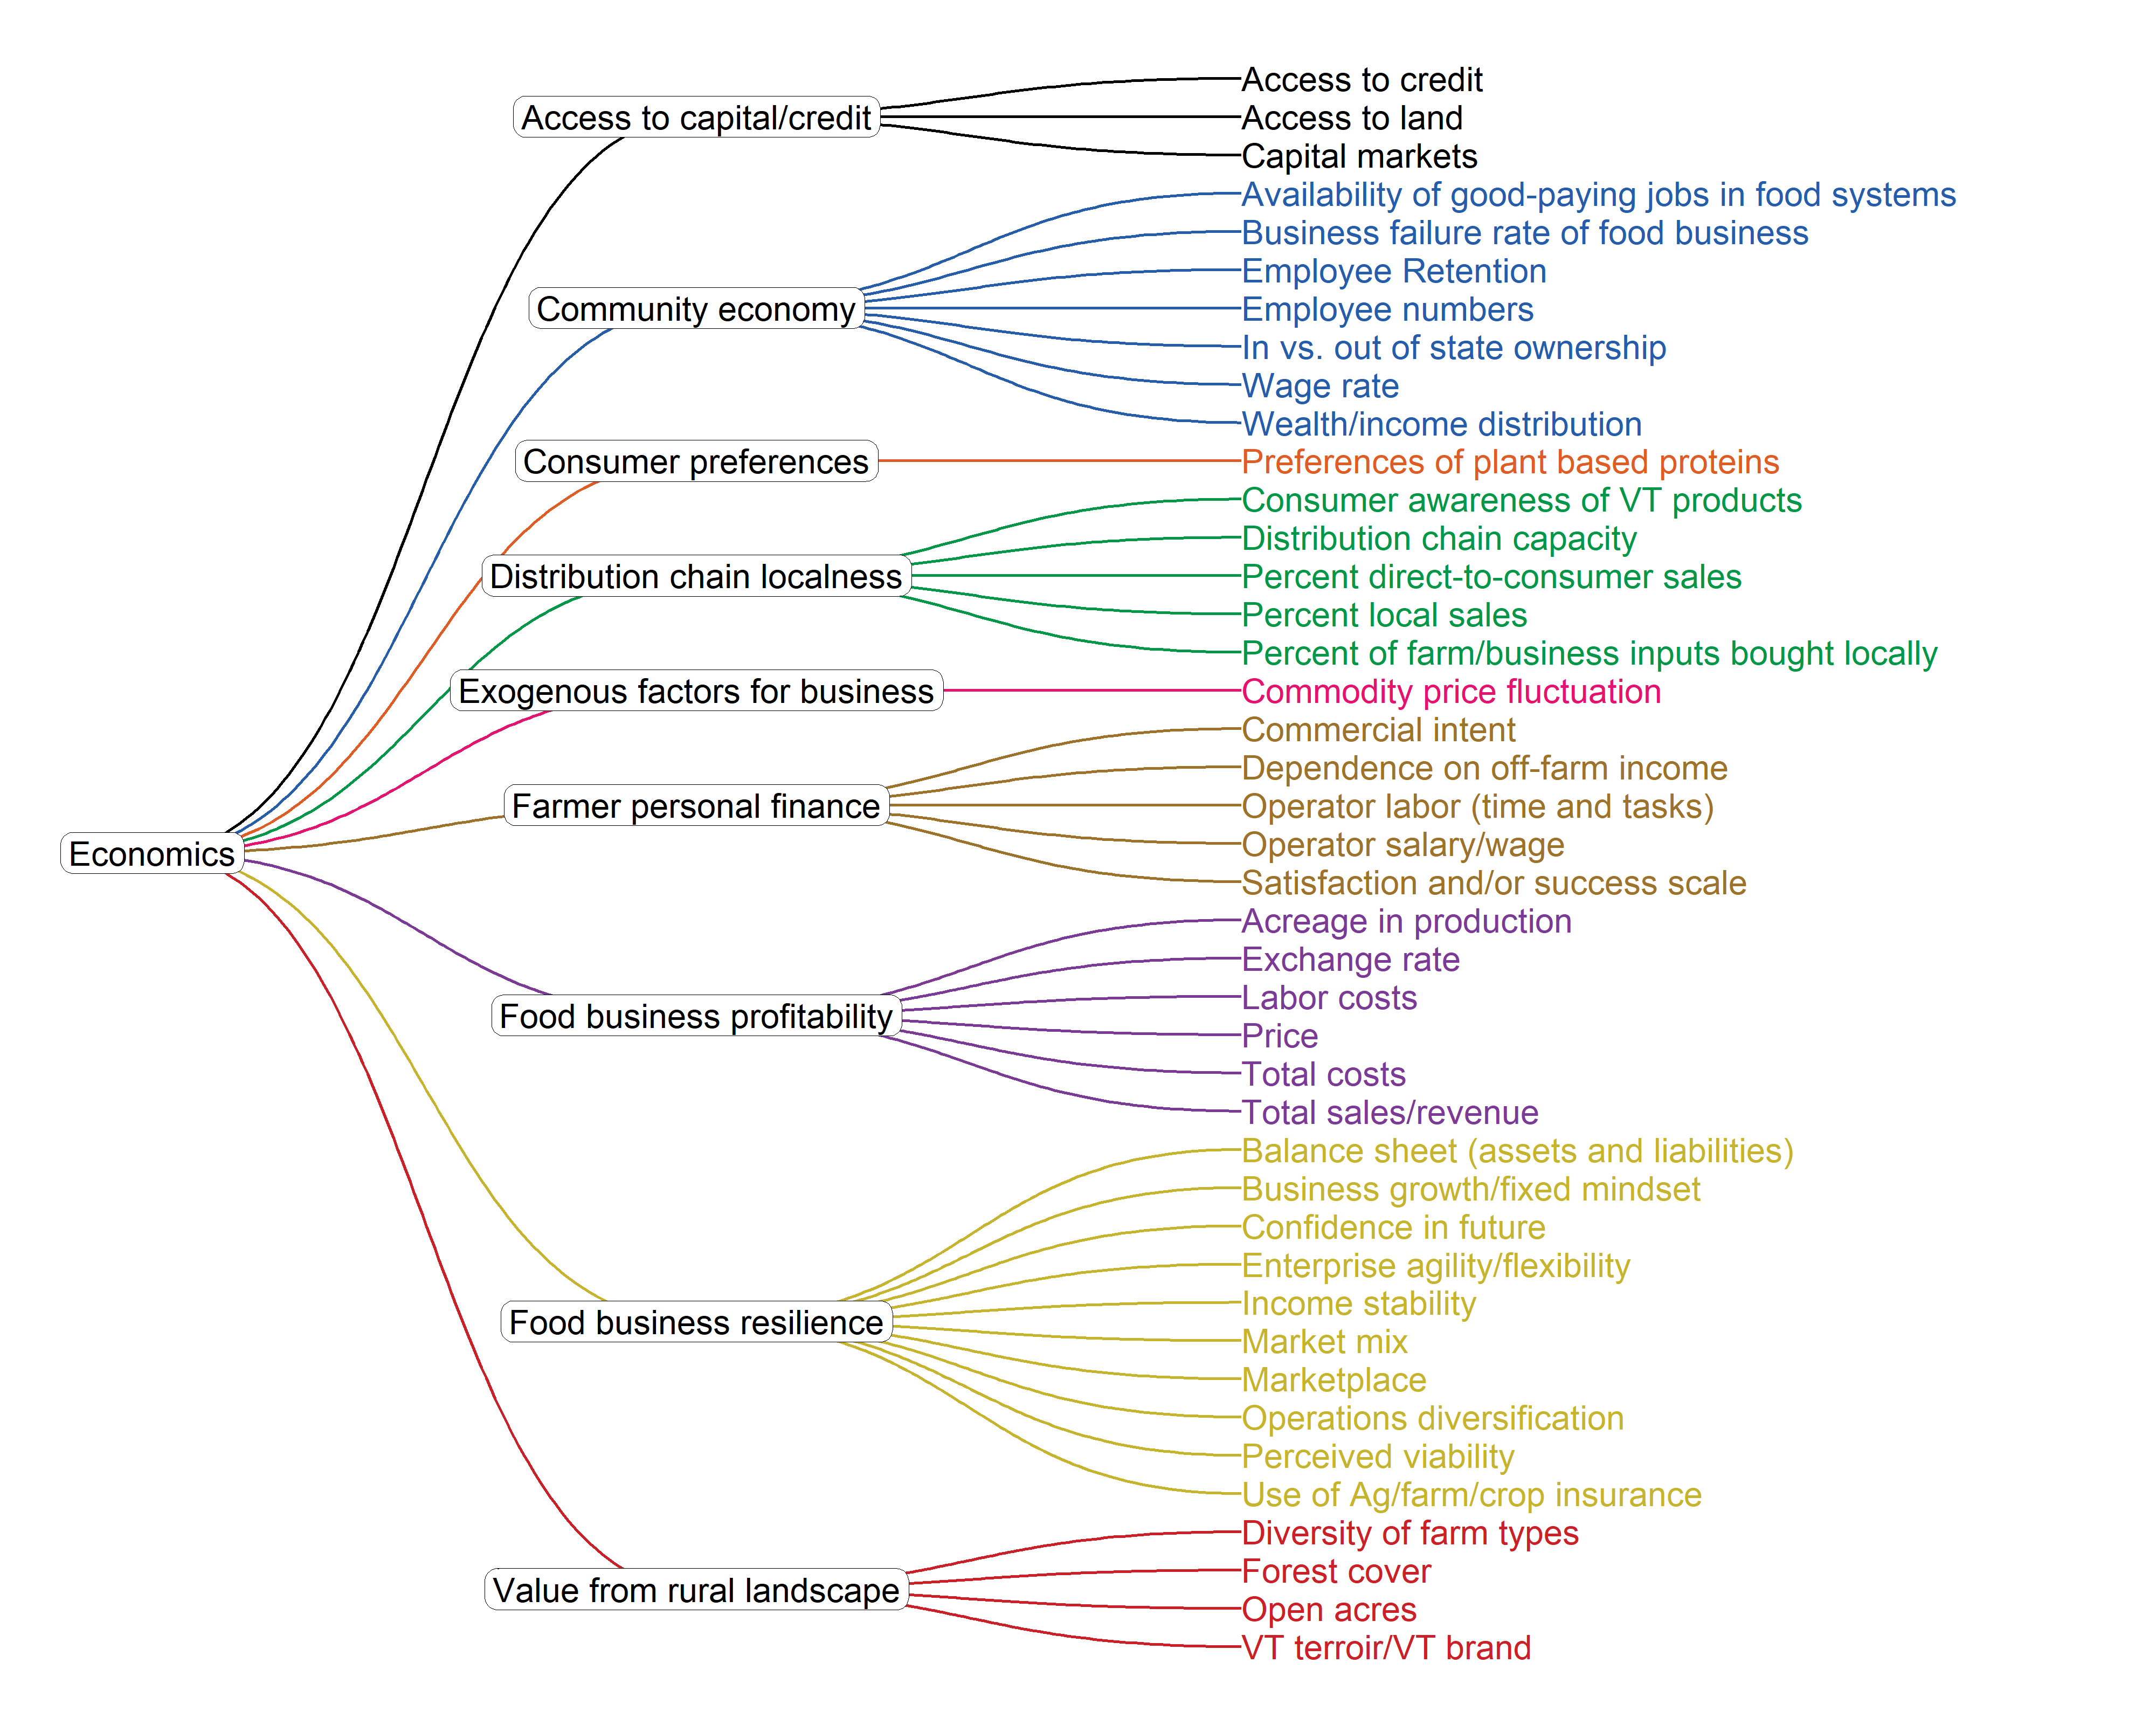 Economics
Access to capital/credit
Access to credit
Access to land
Capital markets
Community economy
Availability of good-paying jobs in food systems
Business failure rate of food business
Employee Retention
Employee numbers
In vs. out of state ownership
Wage rate
Wealth/income distribution
Consumer preferences
Preferences of plant based proteins
Distribution chain localness
Consumer awareness of VT products
Distribution chain capacity
Percent direct-to-consumer sales
Percent local sales
Percent of farm/business inputs bought locally
Exogenous factors for business
Commodity price fluctuation
Farmer personal finance
Commercial intent
Dependence on off-farm income
Operator labor (time and tasks)
Operator salary/wage
Satisfaction and/or success scale
Food business profitability
Acreage in production
Exchange rate
Labor costs
Price
Total costs
Total sales/revenue
Food business resilience
Balance sheet (assets and liabilities)
Business growth/fixed mindset
Confidence in future
Enterprise agility/flexibility
Income stability
Market mix
Marketplace
Operations diversification
Perceived viability
Use of Ag/farm/crop insurance
Value from rural landscape
Diversity of farm types
Forest cover
Open acres
VT terroir/VT brand